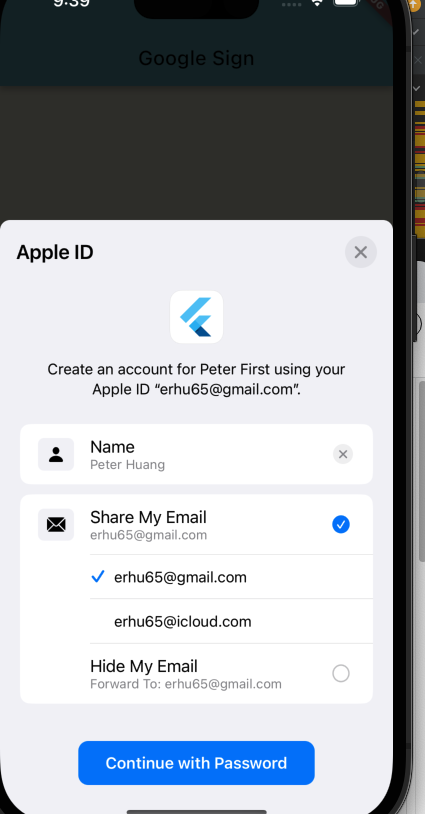 9:39
Google Sign
Apple ID
Create an account for Peter First using your
Apple ID “erhu65@gmail.com”.
Name
Peter Huang
Share My Email
erhu65@gmail.com
erhu65@gmail.com
erhu65@icloud.com
Hide My Email
Forward To: erhu65@gmail.com
Continue with Password